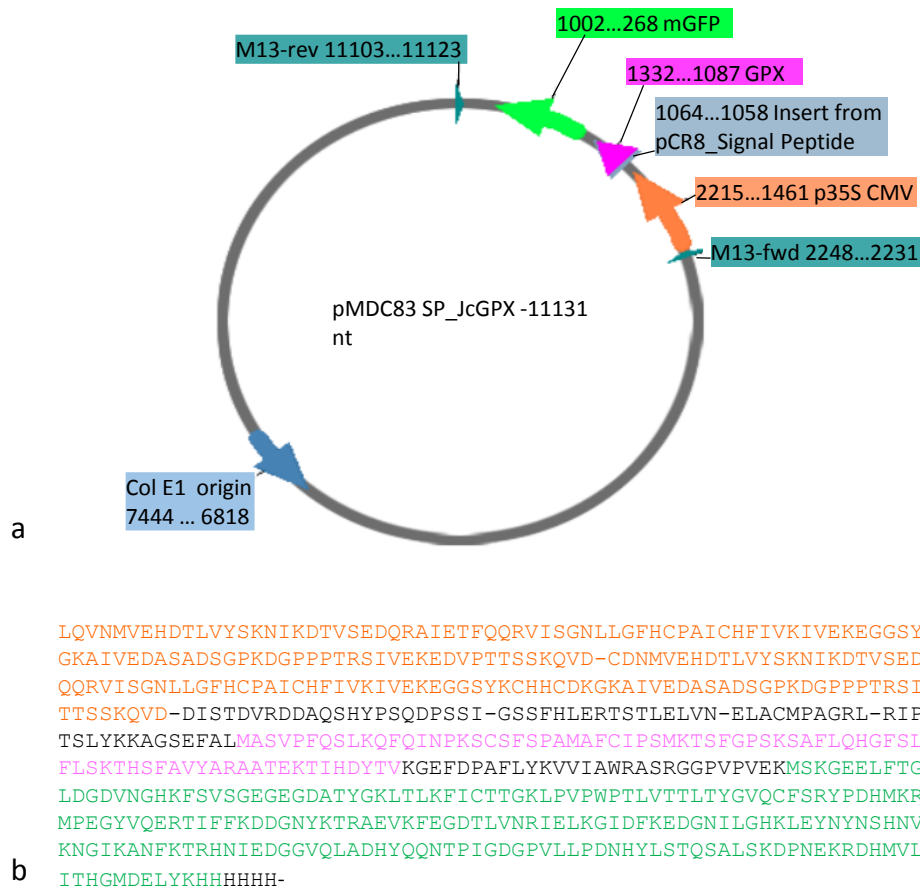 1002...268 mGFP
M13-rev 11103...11123
1332...1087 GPX
1064...1058 Insert from
pCR8_Signal Peptide
2215...1461 p35S CMV
M13-fwd 2248...2231
pMDC83 SP_JcGPX -11131
nt
Col E1 origin
7444 ... 6818
a
LQVNMVEHDTLVYSKNIKDTVSEDQRAIETFQQRVISGNLLGFHCPAICHFIVKIVEKEGGSY
GKAIVEDASADSGPKDGPPPTRSIVEKEDVPTTSSKQVD-CDNMVEHDTLVYSKNIKDTVSED
QQRVISGNLLGFHCPAICHFIVKIVEKEGGSYKCHHCDKGKAIVEDASADSGPKDGPPPTRSI
TTSSKQVD-DISTDVRDDAQSHYPSQDPSSI-GSSFHLERTSTLELVN-ELACMPAGRL-RIP
TSLYKKAGSEFALMASVPFQSLKQFQINPKSCSFSPAMAFCIPSMKTSFGPSKSAFLQHGFSL
FLSKTHSFAVYARAATEKTIHDYTVKGEFDPAFLYKVVIAWRASRGGPVPVEKMSKGEELFTG
LDGDVNGHKFSVSGEGEGDATYGKLTLKFICTTGKLPVPWPTLVTTLTYGVQCFSRYPDHMKR
MPEGYVQERTIFFKDDGNYKTRAEVKFEGDTLVNRIELKGIDFKEDGNILGHKLEYNYNSHNV
KNGIKANFKTRHNIEDGGVQLADHYQQNTPIGDGPVLLPDNHYLSTQSALSKDPNEKRDHMVL
ITHGMDELYKHHHHHH-
b